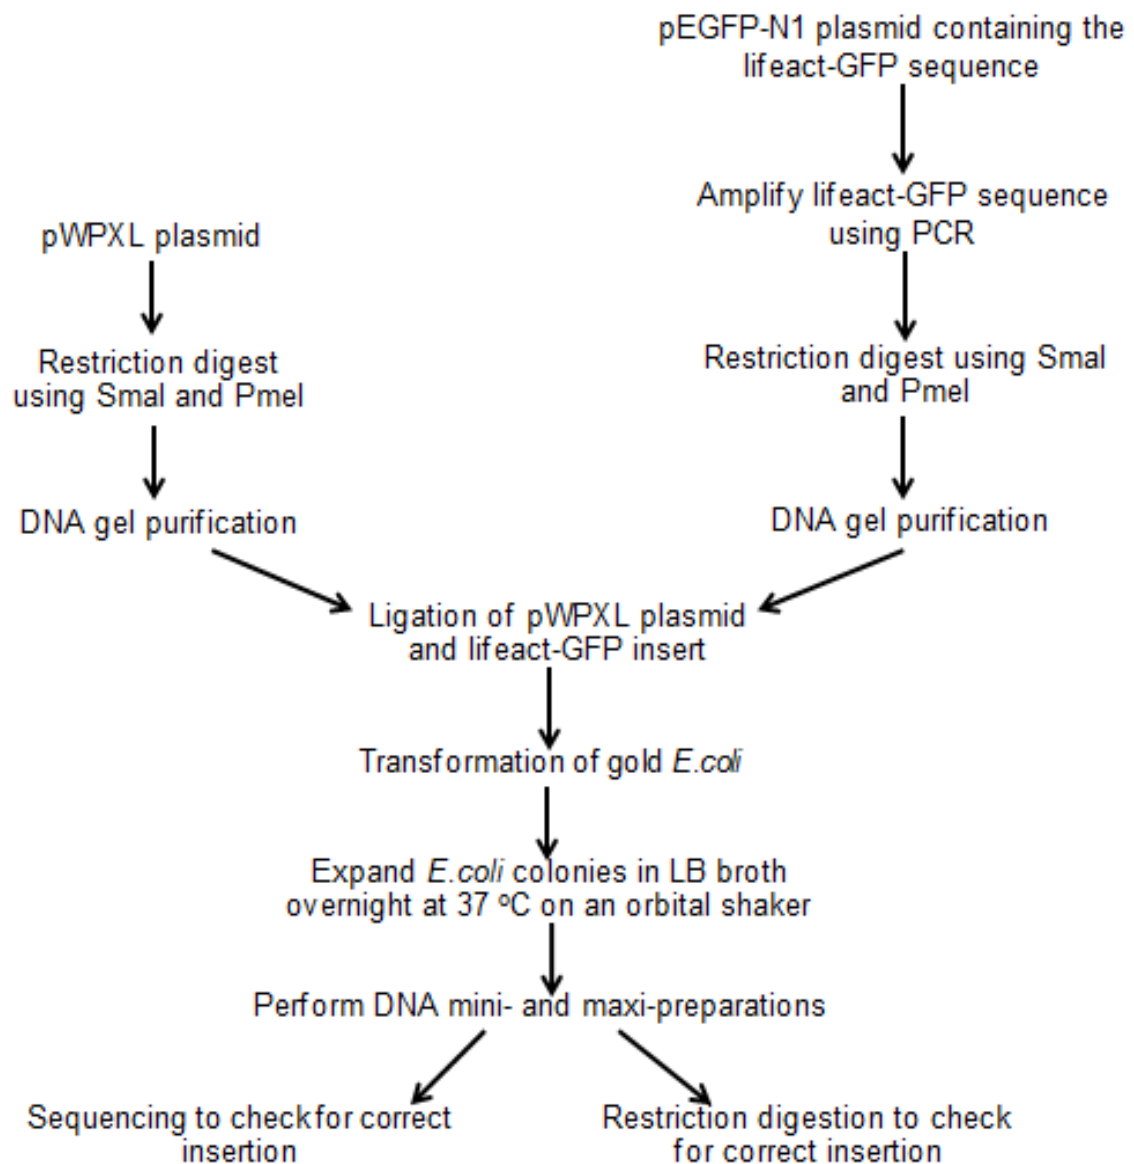 pEGFP-N1 plasmid containing the
lifeact-GFP sequence
Amplify lifeact-GFP sequence
using PCR
pWPXL plasmid
Restriction digest
using SmaI and PmeI
Restriction digest using SmaI
and PmeI
DNA gel purification
DNA gel purification
Ligation of pWPXL plasmid
and lifeact-GFP insert
Transformation of gold E.coli
Expand E.coli colonies in LB broth
overnight at 37 ºC on an orbital shaker
Perform DNA mini- and maxi-preparations
Sequencing to check for correct
insertion
Restriction digestion to check
for correct insertion